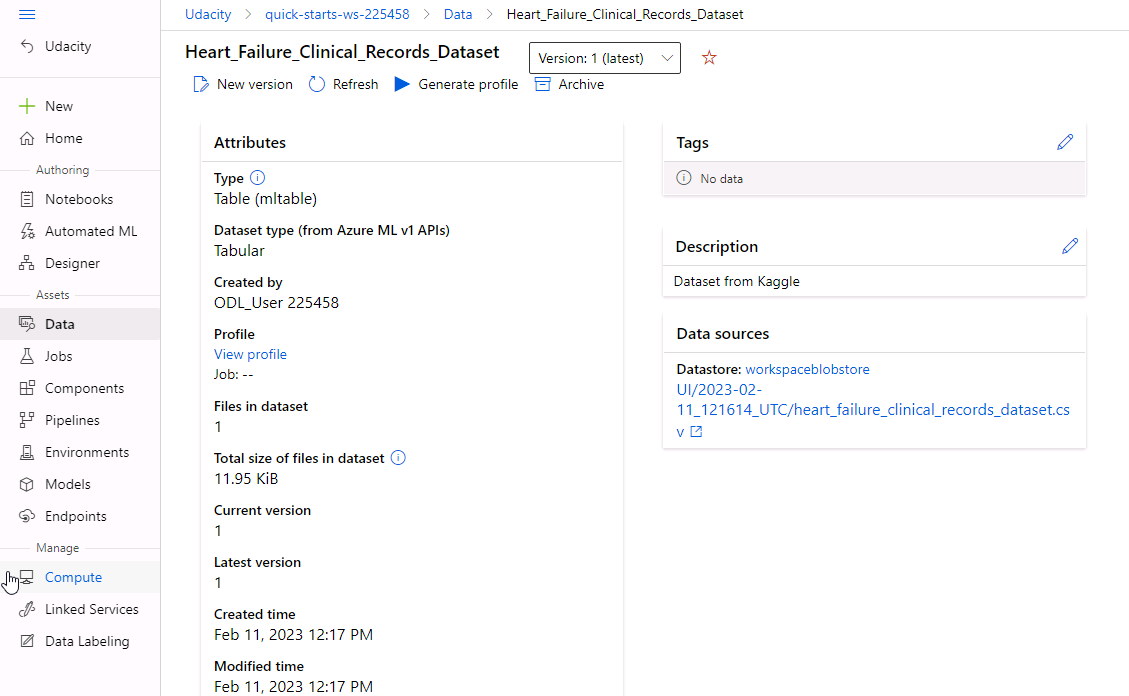 Udacity
New
Home
Authoring
Notebooks
Automated ML
Designer
Assets
Data
Jobs
Components
Pipelines
Environments
Models
Endpoints
Manage
Compute
Linked Services
Data Labeling
Udacity > quick-starts-ws-225458 > Data > Heart_Failure_Clinical_Records_Dataset
Heart_Failure_Clinical_Records_Dataset Version: 1 (latest)
New version Refresh Generate profile Archive
Attributes
Type
Table (mltable)
Dataset type (from Azure ML v1 APIs)
Tabular
Created by
ODL_User 225458
Profile
View profile
Job: --
Files in dataset
1
Total size of files in dataset
11.95 KiB
Current version
1
Latest version
1
Created time
Feb 11, 2023 12:17 PM
Modified time
Feb 11, 2023 12:17 PM
Tags
No data
Description
Dataset from Kaggle
Data sources
Datastore: workspaceblobstore
UI/2023-02-
11_121614_UTC/heart_failure_clinical_records_dataset.cs
v